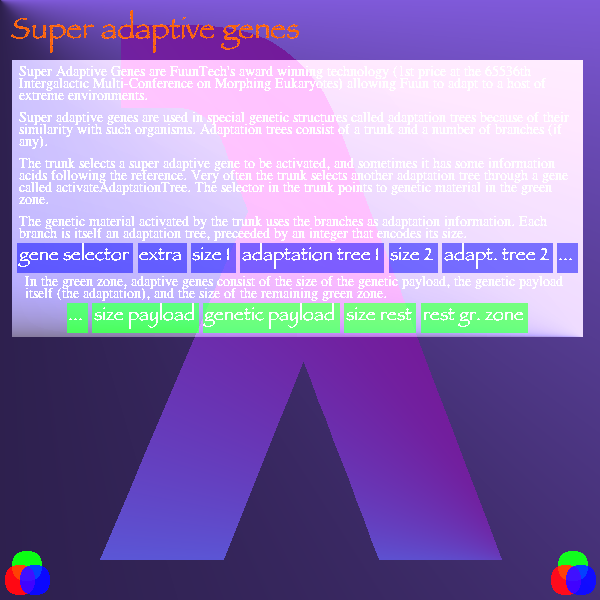 Super adaptive genes
Super Adaptive Genes are FuunTech's award winning technology (1st price at the 65536th
Intergalactic Multi-Conference on Morphing Eukaryotes) allowing Fuun to adapt to a host of
extreme environments.
Super adaptive genes are used in special genetic structures called adaptation trees because of their
similarity with such organisms. Adaptation trees consist of a trunk and a number of branches (if
any).
The trunk selects a super adaptive gene to be activated, and sometimes it has some information
acids following the reference. Very often the trunk selects another adaptation tree through a gene
called activateAdaptationTree. The selector in the trunk points to genetic material in the green
zone.
The genetic material activated by the trunk uses the branches as adaptation information. Each
branch is itself an adaptation tree, preceeded by an integer that encodes its size.
gene selector extra size 1 adaptation tree 1 size 2 adapt. tree 2 ...
In the green zone, adaptive genes consist of the size of the genetic payload, the genetic payload
itself (the adaptation), and the size of the remaining green zone.
... size payload genetic payload size rest rest gr. zone